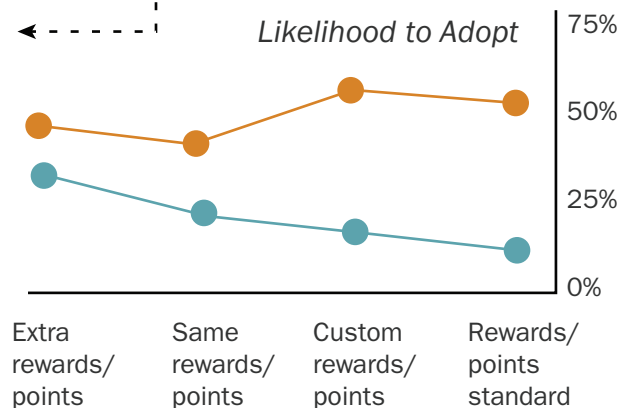 Likelihood to Adopt
75%
50%
25%
0%
Extra
rewards/
points
Same
rewards/
points
Custom
rewards/
points
Rewards/
points
standard